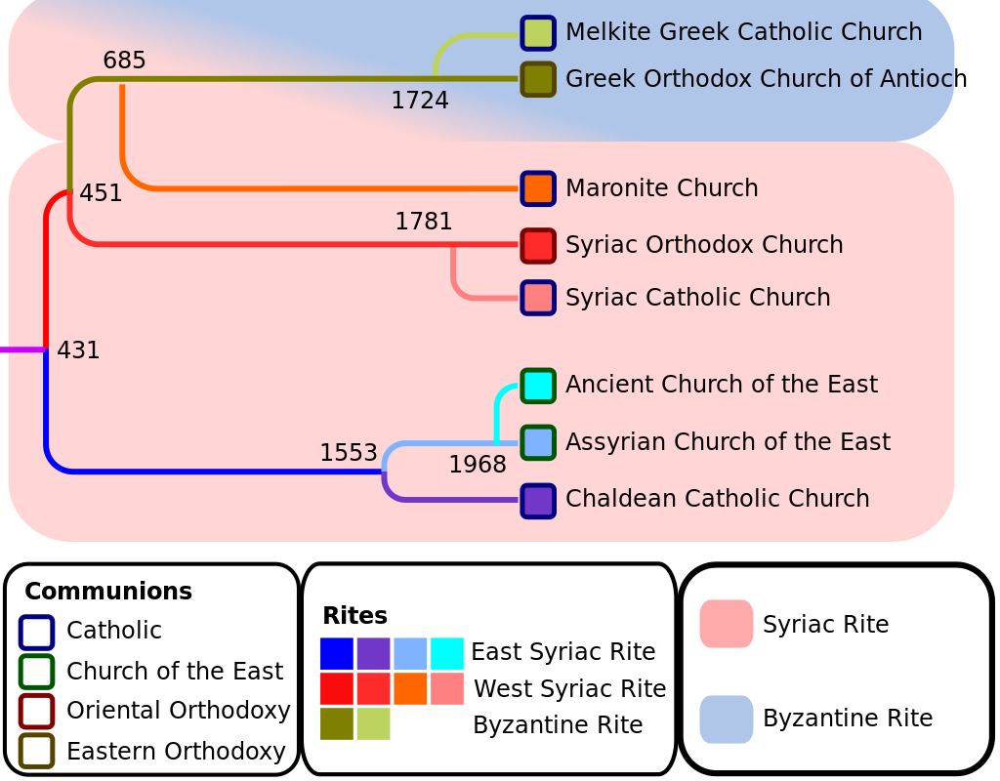 Melkite Greek Catholic Church
685
Greek Orthodox Church of Antioch
1724
Maronite Church
451
1781
Syriac Orthodox Church
Syriac Catholic Church
431
Ancient Church of the East
Assyrian Church of the East
1553
1968
Chaldean Catholic Church
Communions
Catholic
Church of the East
Oriental Orthodoxy
Eastern Orthodoxy
Rites
East Syriac Rite
West Syriac Rite
Byzantine Rite
Syriac Rite
Byzantine Rite